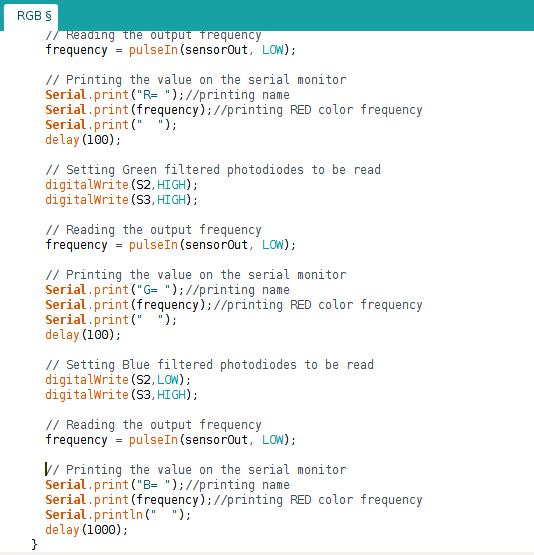 RGB §
// Reading the output frequency
frequency = pulseIn(sensorOut, LOW);
// Printing the value on the serial monitor
Serial.print("R= ");//printing name
Serial.print(frequency);//printing RED color frequency
Serial.print("  ");
delay(100);
// Setting Green filtered photodiodes to be read
digitalWrite(S2,HIGH);
digitalWrite(S3,HIGH);
// Reading the output frequency
frequency = pulseIn(sensorOut, LOW);
// Printing the value on the serial monitor
Serial.print("G= ");//printing name
Serial.print(frequency);//printing RED color frequency
Serial.print("  ");
delay(100);
// Setting Blue filtered photodiodes to be read
digitalWrite(S2,LOW);
digitalWrite(S3,HIGH);
// Reading the output frequency
frequency = pulseIn(sensorOut, LOW);
// Printing the value on the serial monitor
Serial.print("B= ");//printing name
Serial.print(frequency);//printing RED color frequency
Serial.println("  ");
delay(1000);
}